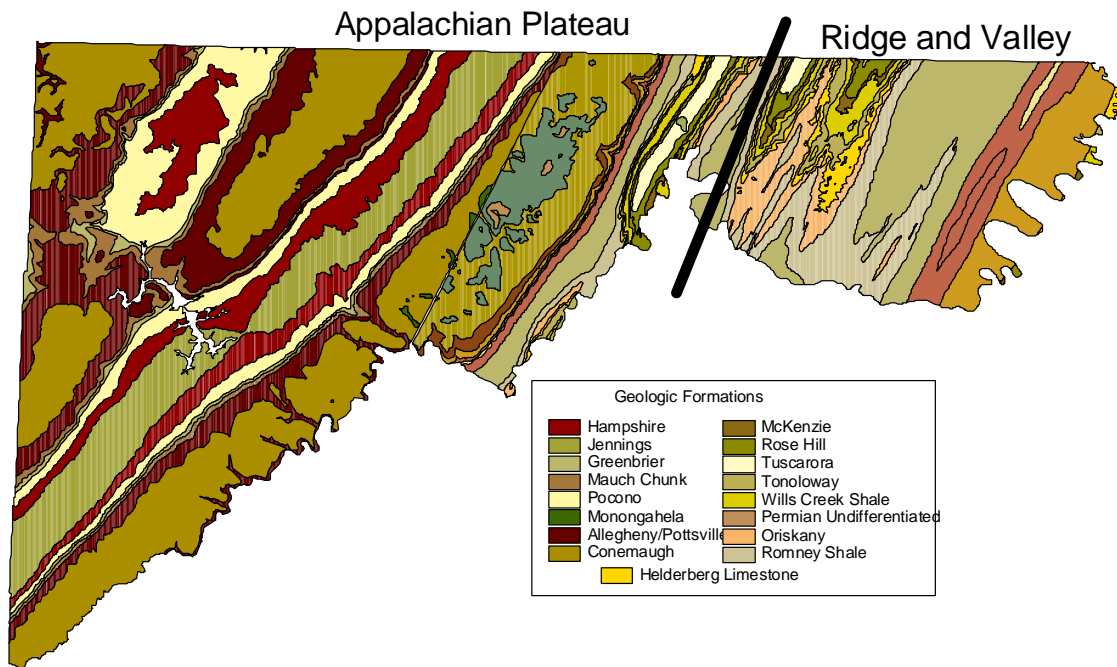 Appalachian Plateau
Ridge and Valley
Geologic Formations
Hampshire
Jennings
Greenbrier
Mauch Chunk
Pocono
Monongahela
Allegheny/Pottsville
Conemaugh
McKenzie
Rose Hill
Tuscarora
Tonoloway
Wills Creek Shale
Permian Undifferentiated
Oriskany
Romney Shale
Helderberg Limestone